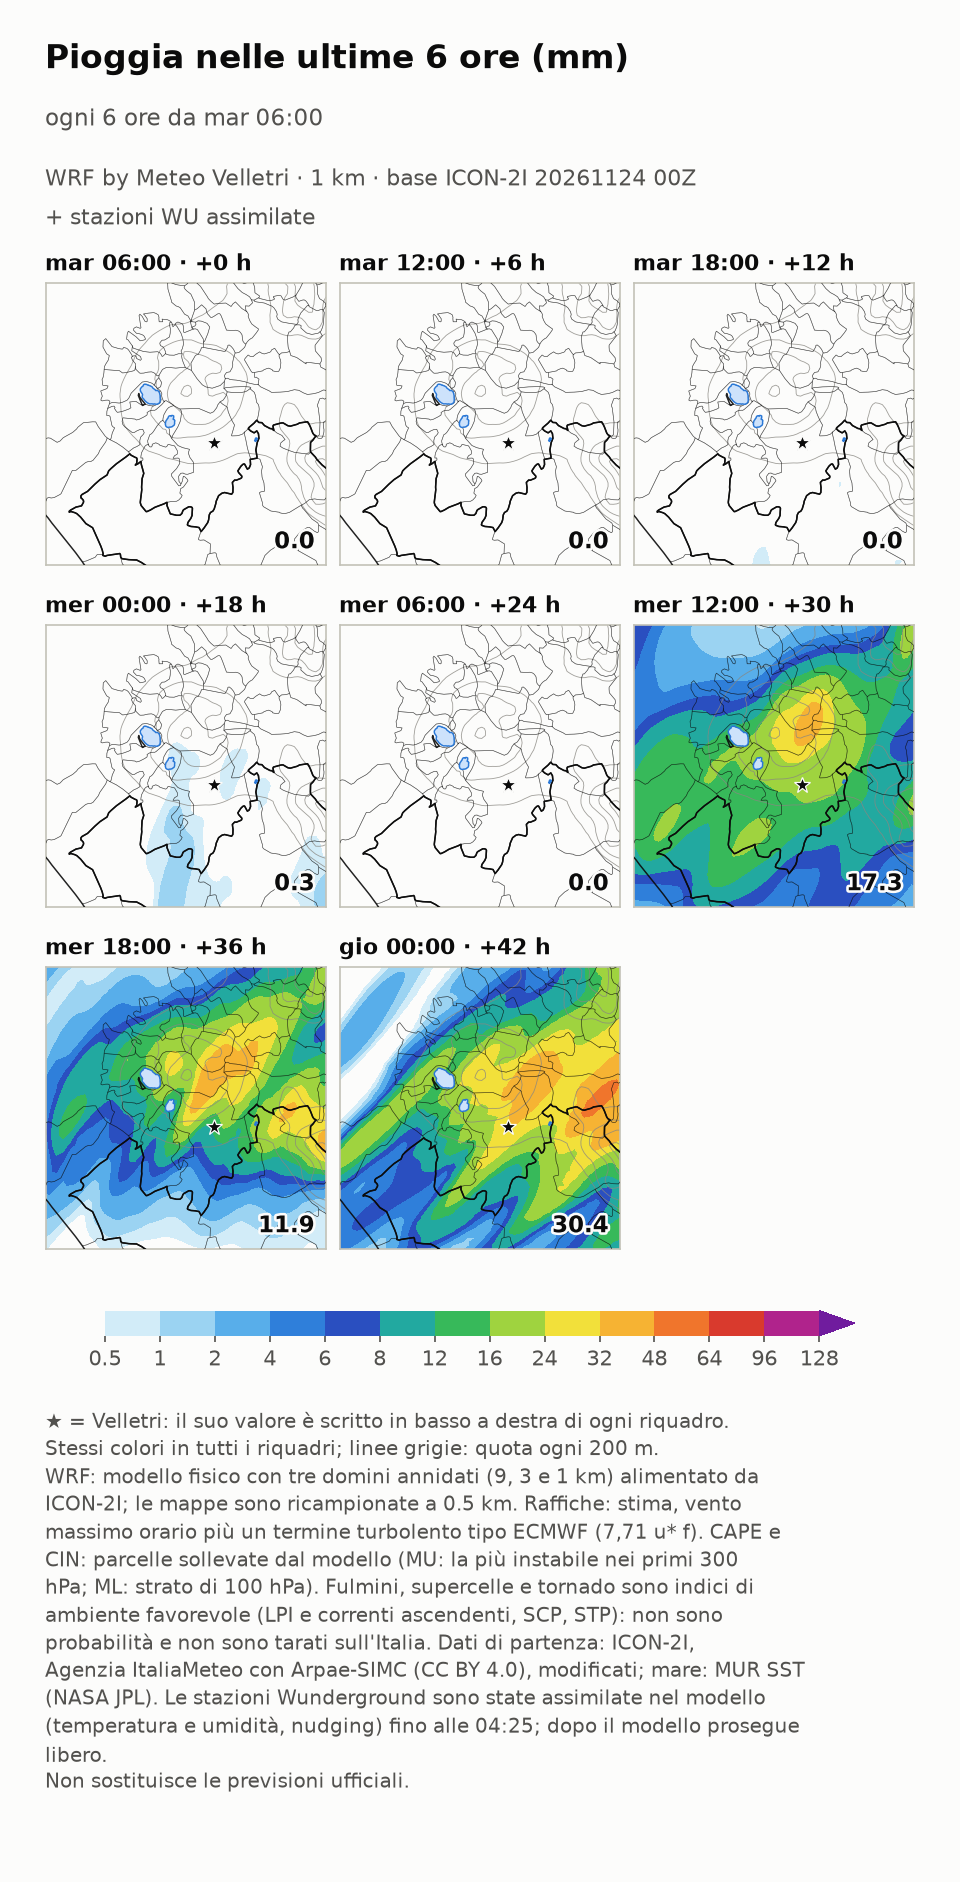 Pioggia nelle ultime 6 ore (mm)
ogni 6 ore da mar 06:00
WRF by Meteo Velletri · 1 km · base ICON-2I 20261124 00Z
+ stazioni WU assimilate
mar 06:00 · +0 h
mar 12:00 · +6 h
mar 18:00 · +12 h
0.0
0.0
0.0
mer 00:00 · +18 h
mer 06:00 · +24 h
mer 12:00 · +30 h
0.3
0.0
17.3
mer 18:00 · +36 h
gio 00:00 · +42 h
11.9
30.4
0.5 1 2 4 6 8 12 16 24 32 48 64 96 128
★ = Velletri: il suo valore è scritto in basso a destra di ogni riquadro.
Stessi colori in tutti i riquadri; linee grigie: quota ogni 200 m.
WRF: modello fisico con tre domini annidati (9, 3 e 1 km) alimentato da
ICON-2I; le mappe sono ricampionate a 0.5 km. Raffiche: stima, vento
massimo orario più un termine turbolento tipo ECMWF (7,71 u* f). CAPE e
CIN: parcelle sollevate dal modello (MU: la più instabile nei primi 300
hPa; ML: strato di 100 hPa). Fulmini, supercelle e tornado sono indici di
ambiente favorevole (LPI e correnti ascendenti, SCP, STP): non sono
probabilità e non sono tarati sull'Italia. Dati di partenza: ICON-2I,
Agenzia ItaliaMeteo con Arpae-SIMC (CC BY 4.0), modificati; mare: MUR SST
(NASA JPL). Le stazioni Wunderground sono state assimilate nel modello
(temperatura e umidità, nudging) fino alle 04:25; dopo il modello prosegue
libero.
Non sostituisce le previsioni ufficiali.